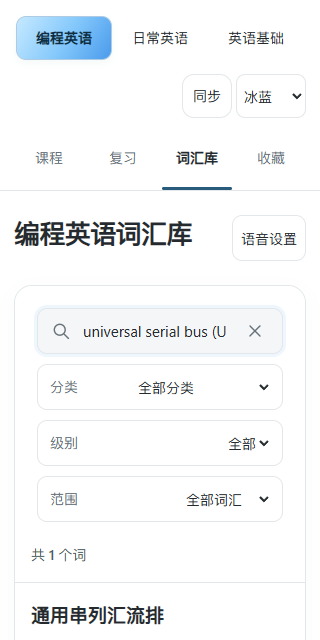 编程英语 日常英语 英语基础
同步 冰蓝
课程 复习 词汇库 收藏
编程英语词汇库
语音设置
universal serial bus (U
分类 全部分类
级别 全部
范围 全部词汇
共 1 个词
通用串列汇流排